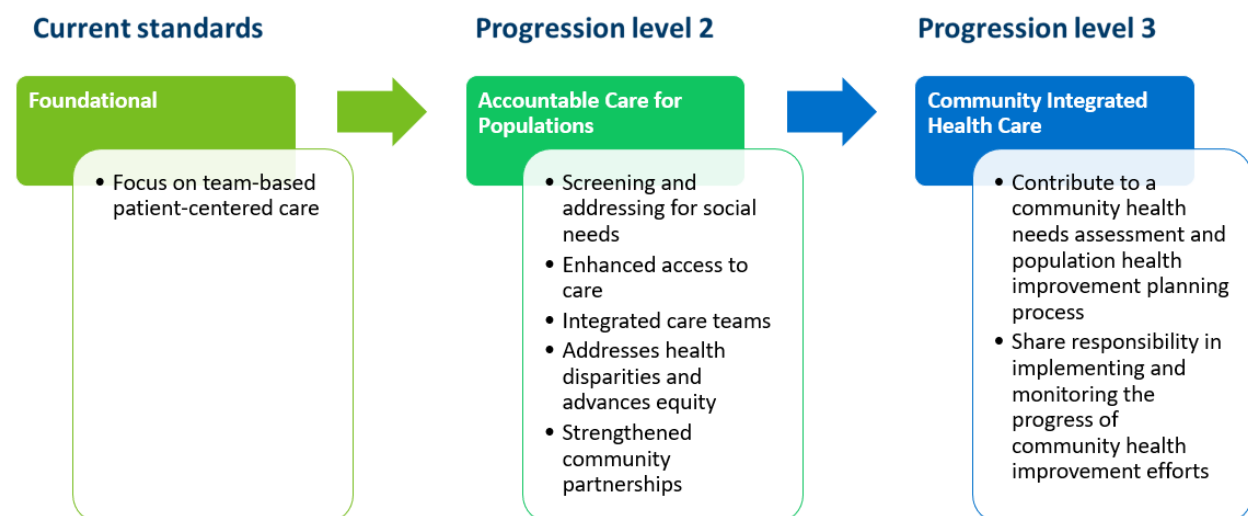 Current standards
Foundational
• Focus on team-based
patient-centered care
Progression level 2
Accountable Care for
Populations
• Screening and
addressing for social
needs
• Enhanced access to
care
• Integrated care teams
• Addresses health
disparities and
advances equity
• Strengthened
community
partnerships
Progression level 3
Community Integrated
Health Care
• Contribute to a
community health
needs assessment and
population health
improvement planning
process
• Share responsibility in
implementing and
monitoring the
progress of
community health
improvement efforts